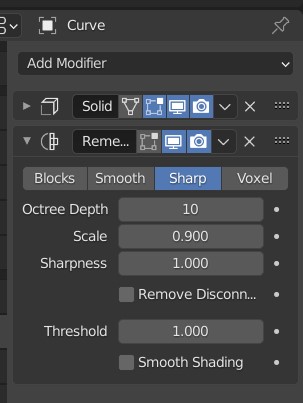 Curve
Add Modifier
Solid
Reme...
Blocks Smooth Sharp Voxel
Octree Depth 10
Scale 0.900
Sharpness 1.000
Remove Disconn...
Threshold 1.000
Smooth Shading